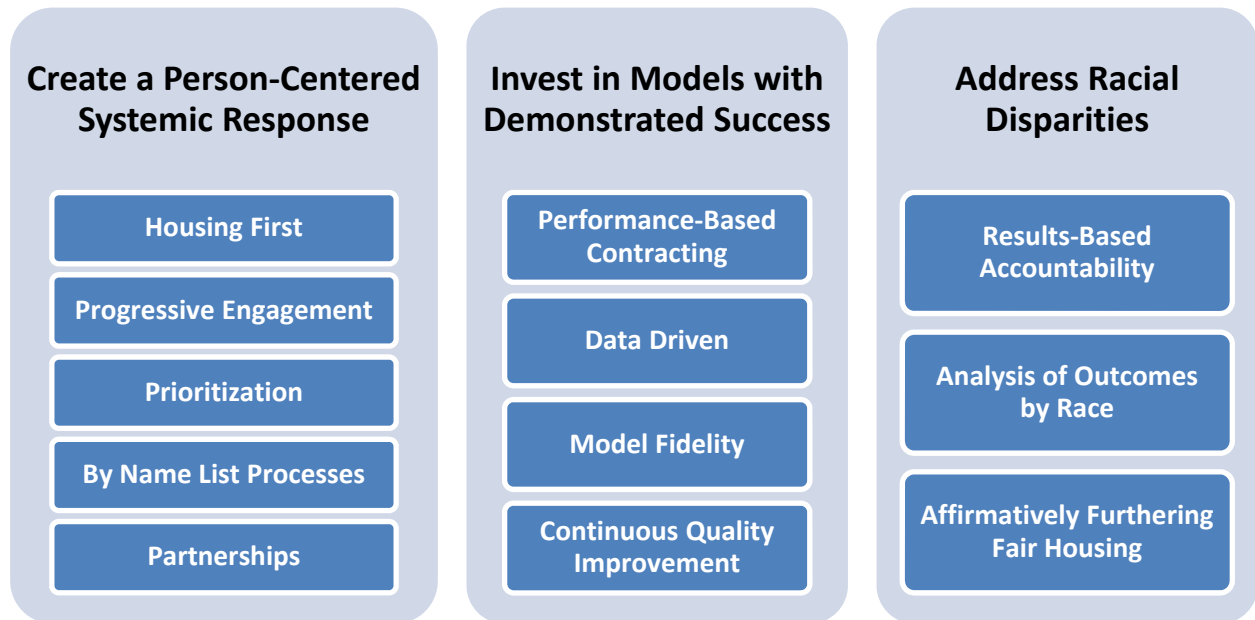 Create a Person-Centered
Systemic Response
Housing First
Progressive Engagement
Prioritization
By Name List Processes
Partnerships
Invest in Models with
Demonstrated Success
Performance-Based
Contracting
Data Driven
Model Fidelity
Continuous Quality
Improvement
Address Racial
Disparities
Results-Based
Accountability
Analysis of Outcomes
by Race
Affirmatively Furthering
Fair Housing